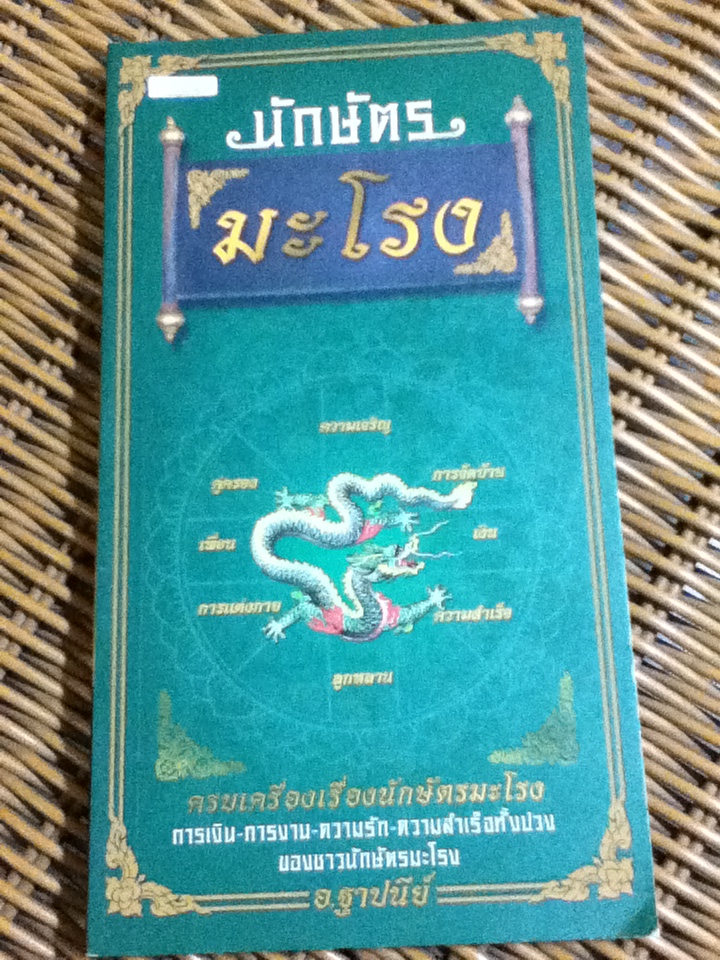 นักษัตร
มะโรง
ความเจริญ
คู่ครอง
การจัดบ้าน
เพื่อน
เงิน
การแต่งกาย
ความสำเร็จ
ลูกหลาน
ครบเครื่องเรื่องนักษัตรมะโรง
การเงิน-การงาน-ความรัก-ความสำเร็จทั้งปวง
ของชาวนักษัตรมะโรง
อ.ฐาปนีย์